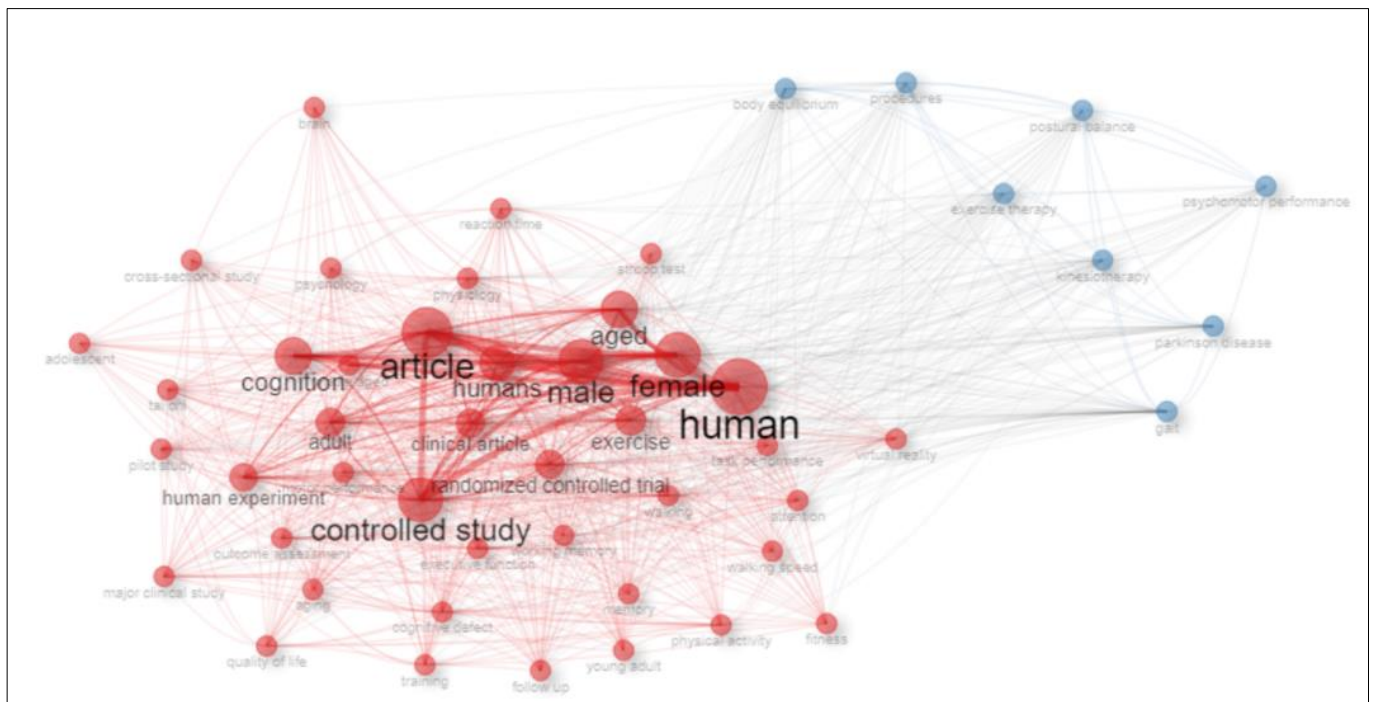 body equilibrium
procedures
brain
postural balance
psychomotor performance
exercise therapy
reaction time
cross-sectional study
psychology
physiology
stroop test
kinesiotherapy
aged
parkinson disease
adolescent
article
cognition
humans
male
female
tai chi
human
gait
adult
clinical article
exercise
pilot study
task performance
virtual reality
human experiment
randomized controlled trial
walking
attention
controlled study
outcome assessment
executive function
working memory
walking speed
major clinical study
aging
memory
cognitive defect
physical activity
fitness
quality of life
training
follow up
young adult